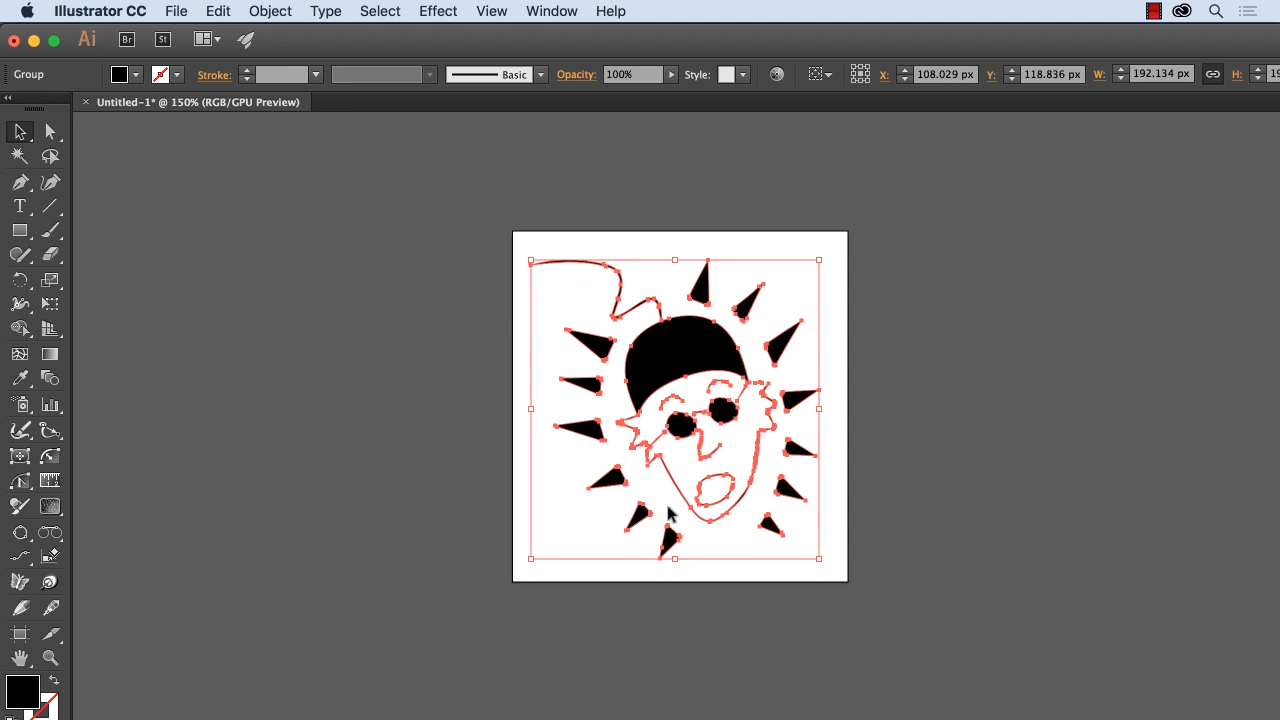 Illustrator CC File Edit Object Type Select Effect View Window Help
Ai Br St
Group Stroke: Basic Opacity: 100% Style: X: 108.029 px Y: 118.836 px W: 192.134 px H:
× Untitled-1* @ 150% (RGB/GPU Preview)